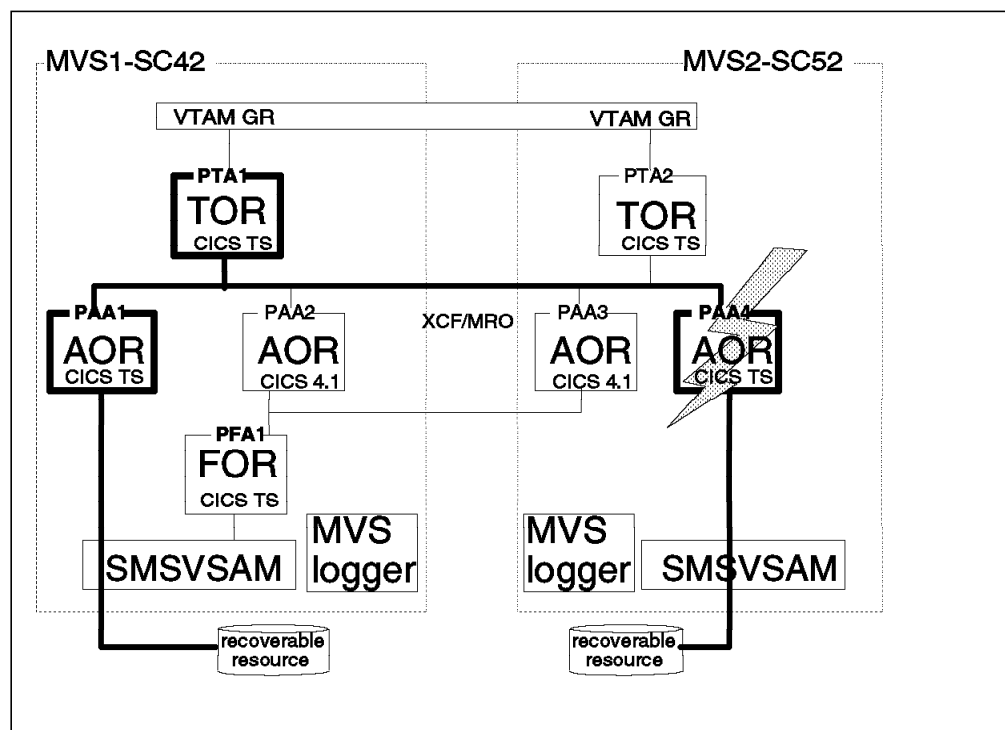 MVS1-SC42
MVS2-SC52
VTAM GR
VTAM GR
PTA1
TOR
CICS TS
PTA2
TOR
CICS TS
PAA1
AOR
CICS TS
PAA2
AOR
CICS 4.1
XCF/MRO
PAA3
AOR
CICS 4.1
PAA4
AOR
CICS TS
PFA1
FOR
CICS TS
SMSVSAM
MVS
logger
MVS
logger
SMSVSAM
recoverable
resource
recoverable
resource